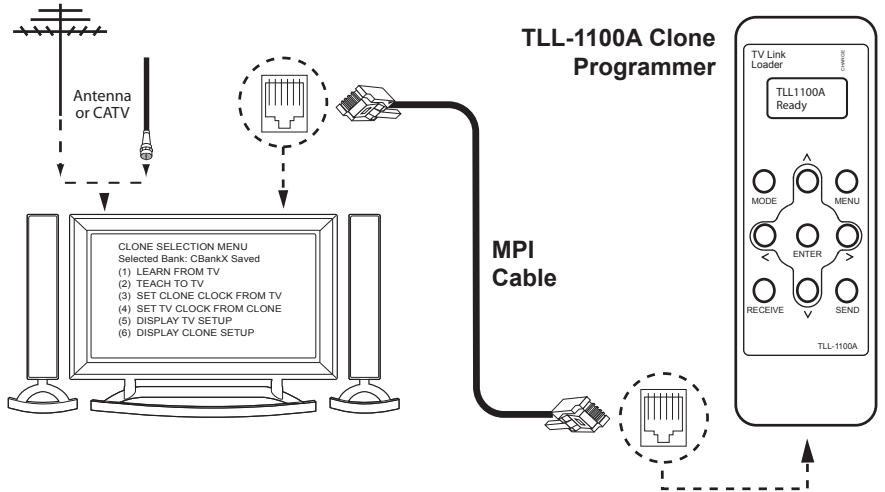 TLL-1100A Clone
Programmer
Antenna
or CATV
CLONE SELECTION MENU
Selected Bank: CBankX Saved
(1) LEARN FROM TV
(2) TEACH TO TV
(3) SET CLONE CLOCK FROM TV
(4) SET TV CLOCK FROM CLONE
(5) DISPLAY TV SETUP
(6) DISPLAY CLONE SETUP
MPI
Cable
TV Link
Loader
CHARGE
TLL1100A
Ready
MODE
MENU
ENTER
RECEIVE
SEND
TLL-1100A